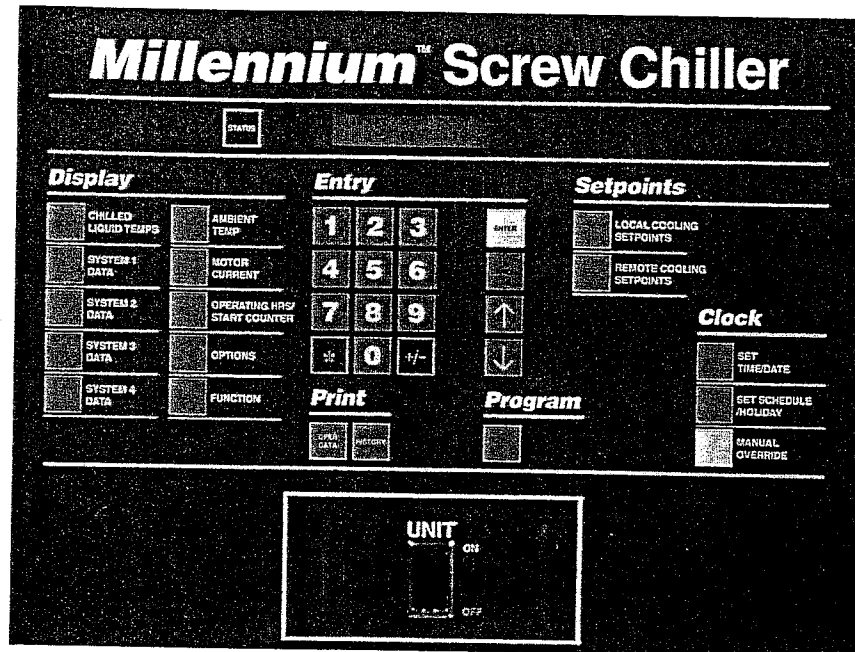 Millennium™ Screw Chiller
STATUS
Display
CHILLED
LIQUID TEMPS
SYSTEM 1
DATA
SYSTEM 2
DATA
SYSTEM 3
DATA
SYSTEM 4
DATA
AMBIENT
TEMP
MOTOR
CURRENT
OPERATING HRS/
START COUNTER
OPTIONS
FUNCTION
Entry
1 2 3
4 5 6
7 8 9
* 0 +/-
ENTER
↑
↓
Print
OPER
DATA
HISTORY
Program
Setpoints
LOCAL COOLING
SETPOINTS
REMOTE COOLING
SETPOINTS
Clock
SET
TIME/DATE
SET SCHEDULE
/HOLIDAY
MANUAL
OVERRIDE
UNIT
ON
OFF